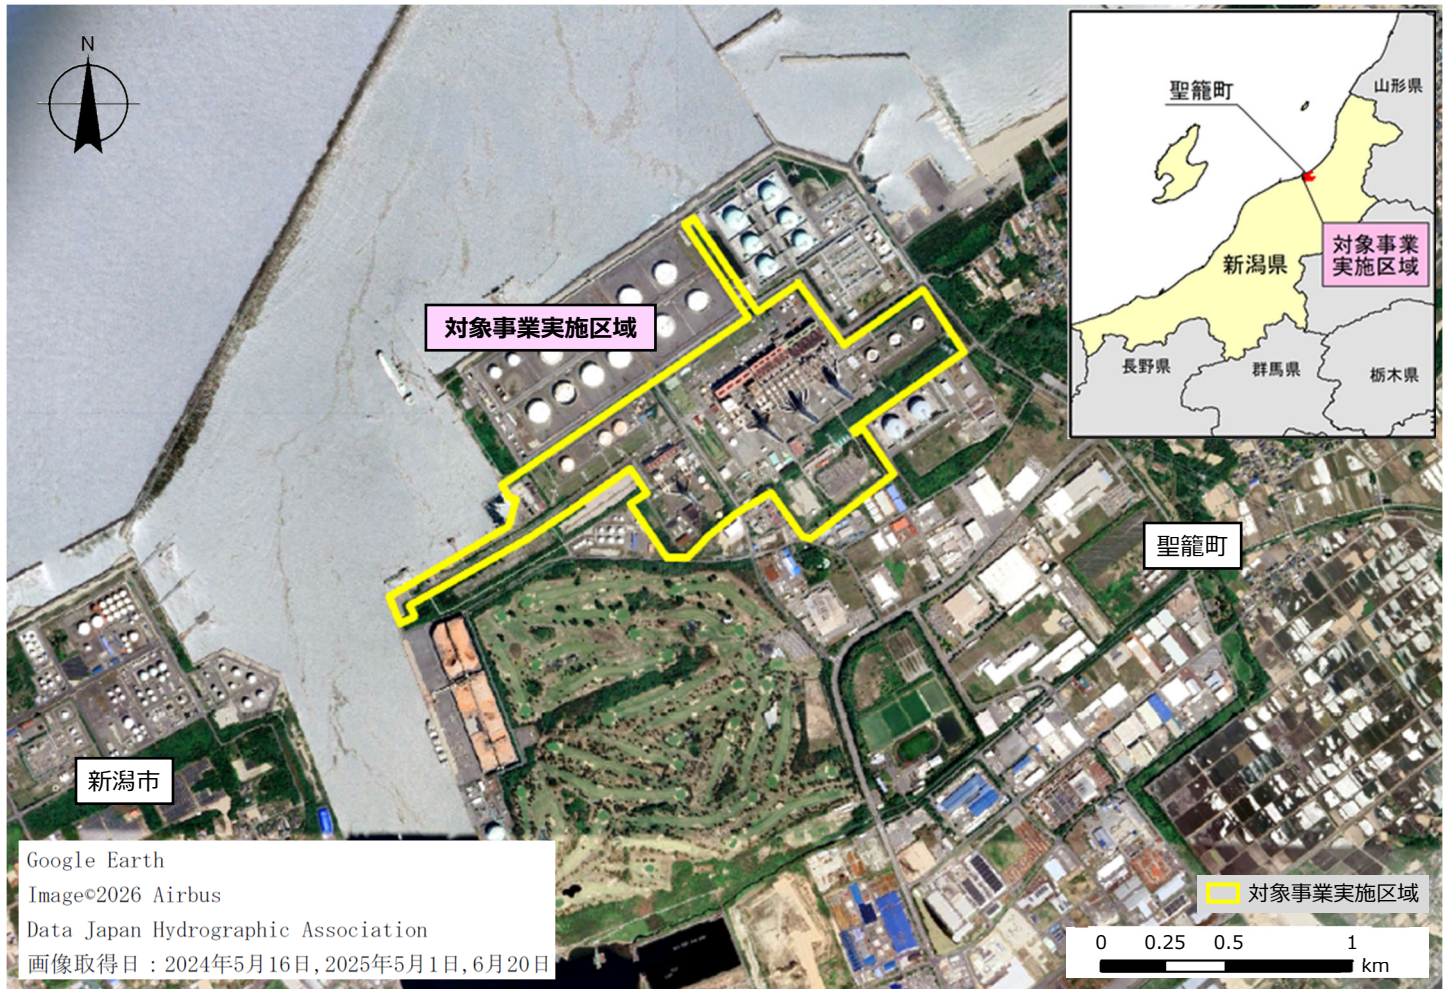 N
聖籠町
山形県
対象事業
実施区域
新潟県
長野県
群馬県
栃木県
対象事業実施区域
聖籠町
新潟市
Google Earth
Image©2026 Airbus
Data Japan Hydrographic Association
画像取得日：2024年5月16日,2025年5月1日,6月20日
対象事業実施区域
0 0.25 0.5 1
km